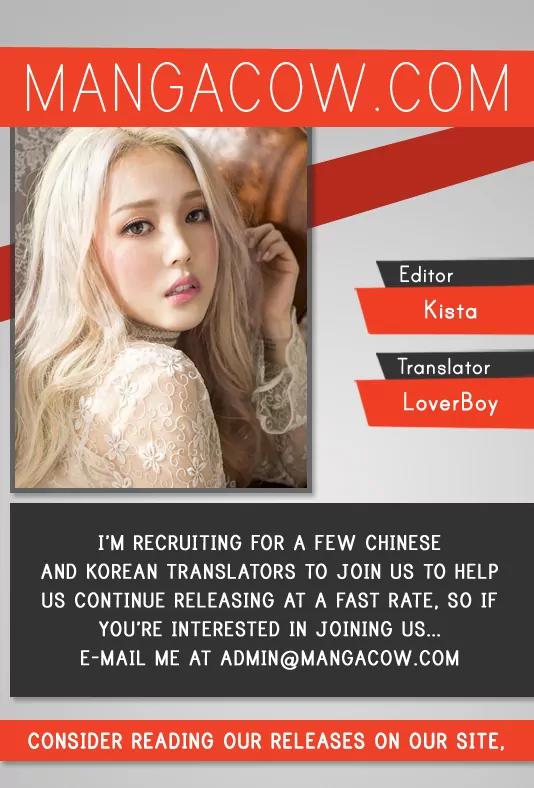 MANGACOW.COM
Editor
Kista
Translator
LoverBoy
I'M RECRUITING FOR A FEW CHINESE
AND KOREAN TRANSLATORS TO JOIN US TO HELP
US CONTINUE RELEASING AT A FAST RATE, SO IF
YOU'RE INTERESTED IN JOINING US...
E-MAIL ME AT ADMIN@MANGACOW.COM
CONSIDER READING OUR RELEASES ON OUR SITE,